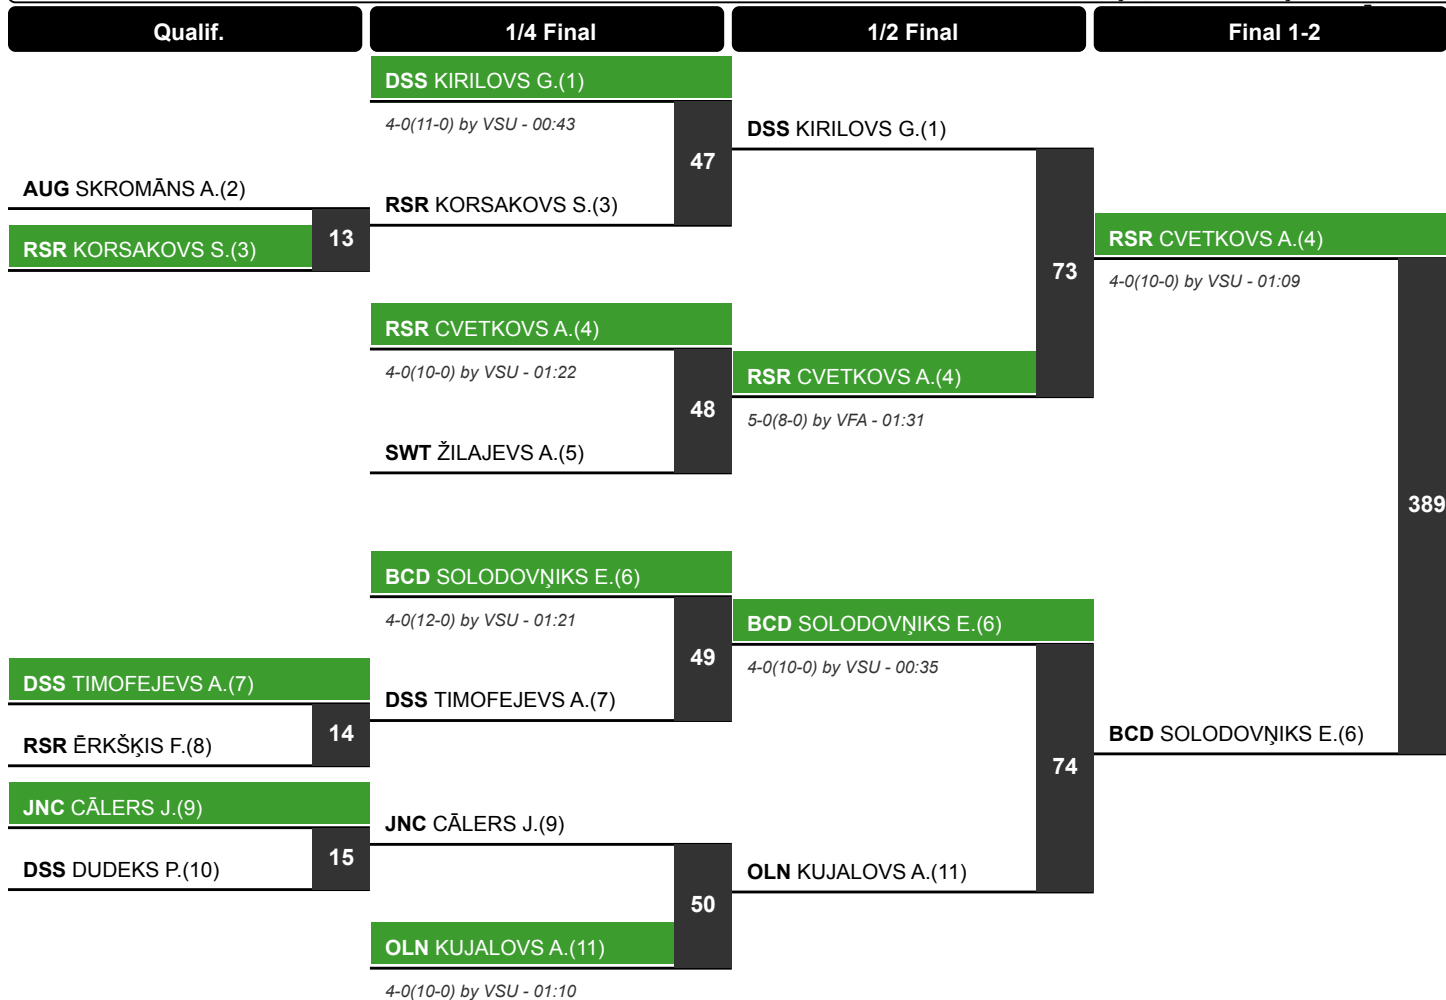 Qualif.
1/4 Final
1/2 Final
Final 1-2
AUG SKROMĀNS A.(2)
RSR KORSAKOVS S.(3)
13
DSS TIMOFEJEVS A.(7)
RSR ĒRKŠĶIS F.(8)
14
JNC CĀLERS J.(9)
DSS DUDEKS P.(10)
15
DSS KIRILOVS G.(1)
4-0(11-0) by VSU - 00:43
RSR KORSAKOVS S.(3)
47
RSR CVETKOVS A.(4)
4-0(10-0) by VSU - 01:22
SWT ŽILAJEVS A.(5)
48
BCD SOLODOVŅIKS E.(6)
4-0(12-0) by VSU - 01:21
DSS TIMOFEJEVS A.(7)
49
JNC CĀLERS J.(9)
OLN KUJALOVS A.(11)
4-0(10-0) by VSU - 01:10
50
DSS KIRILOVS G.(1)
RSR CVETKOVS A.(4)
5-0(8-0) by VFA - 01:31
73
BCD SOLODOVŅIKS E.(6)
4-0(10-0) by VSU - 00:35
OLN KUJALOVS A.(11)
74
RSR CVETKOVS A.(4)
4-0(10-0) by VSU - 01:09
BCD SOLODOVŅIKS E.(6)
389